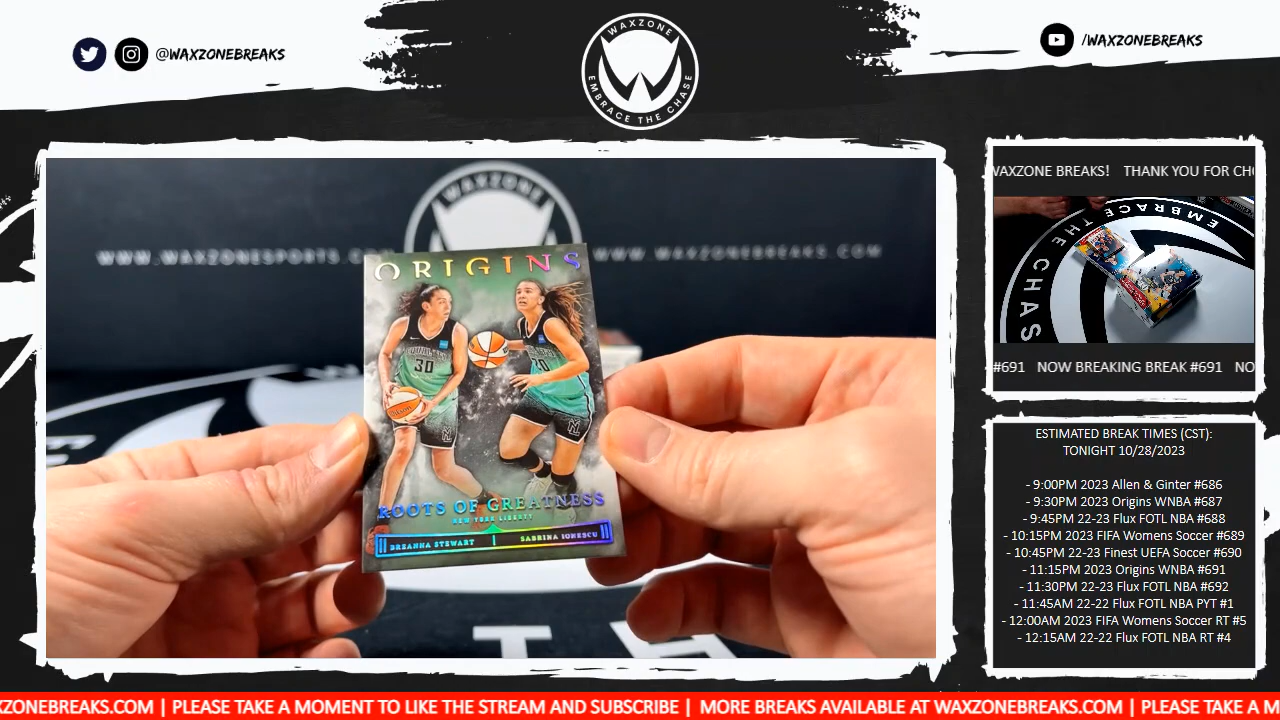 @WAXZONEBREAKS
WAXZONE
EMBRACE THE CHASE
/WAXZONEBREAKS
WAXZONE
WWW.WAXZONESPORTS.COM
WWW.WAXZONEBREAKS.COM
ORIGINS
30
ROOTS OF GREATNESS
NEW YORK LIBERTY
BREANNA STEWART | SABRINA IONESCU
WAXZONE BREAKS! THANK YOU FOR CHO
EMBRACE
THE
CHAS
#691 NOW BREAKING BREAK #691 NO
ESTIMATED BREAK TIMES (CST):
TONIGHT 10/28/2023
- 9:00PM 2023 Allen & Ginter #686
- 9:30PM 2023 Origins WNBA #687
- 9:45PM 22-23 Flux FOTL NBA #688
- 10:15PM 2023 FIFA Womens Soccer #689
- 10:45PM 22-23 Finest UEFA Soccer #690
- 11:15PM 2023 Origins WNBA #691
- 11:30PM 22-23 Flux FOTL NBA #692
- 11:45AM 22-22 Flux FOTL NBA PYT #1
- 12:00AM 2023 FIFA Womens Soccer RT #5
- 12:15AM 22-22 Flux FOTL NBA RT #4
XZONEBREAKS.COM | PLEASE TAKE A MOMENT TO LIKE THE STREAM AND SUBSCRIBE | MORE BREAKS AVAILABLE AT WAXZONEBREAKS.COM | PLEASE TAKE A M